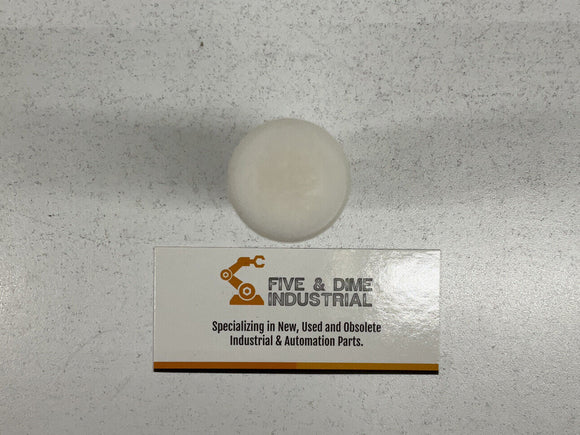 FIVE & DIME
INDUSTRIAL
Specializing in New, Used and Obsolete
Industrial & Automation Parts.